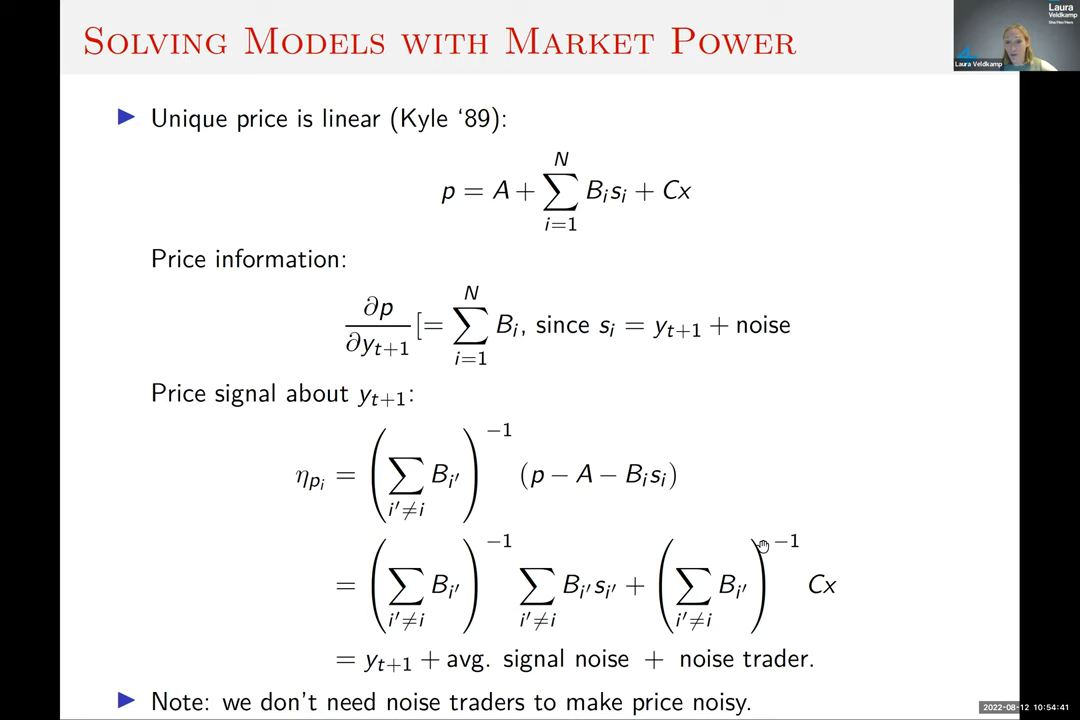 SOLVING MODELS WITH MARKET POWER
Laura
Veldkamp
Laura Veldkamp
▶ Unique price is linear (Kyle ‘89):
p = A + ∑_{i=1}^{N} B_i s_i + Cx
Price information:
∂p/∂y_{t+1} [= ∑_{i=1}^{N} B_i, since s_i = y_{t+1} + noise
Price signal about y_{t+1}:
η_{p_i} = (∑_{i′≠i} B_{i′})^{−1} (p − A − B_i s_i)
= (∑_{i′≠i} B_{i′})^{−1} ∑_{i′≠i} B_{i′} s_{i′} + (∑_{i′≠i} B_{i′})^{−1} Cx
= y_{t+1} + avg. signal noise + noise trader.
▶ Note: we don't need noise traders to make price noisy.
2022-08-12 10:54:41